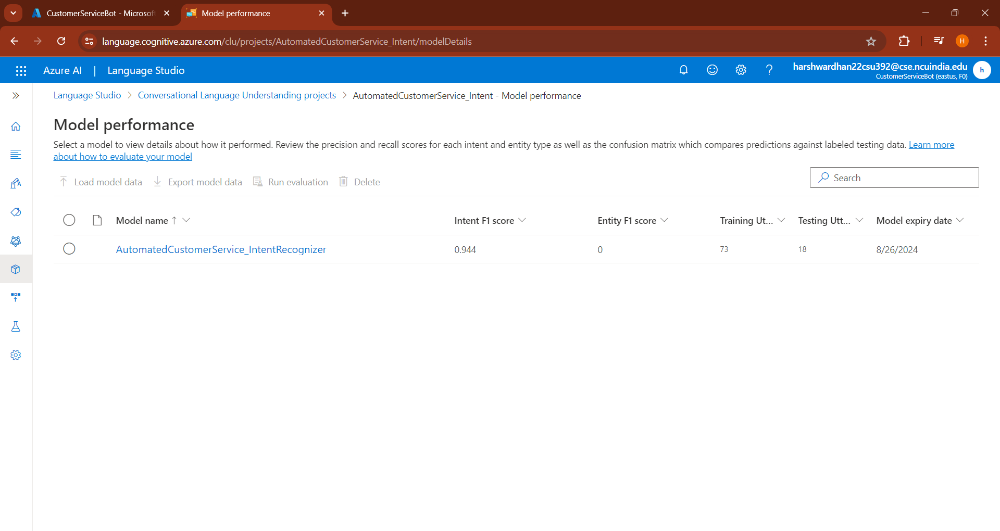 CustomerServiceBot - Microsoft
Model performance
language.cognitive.azure.com/clu/projects/AutomatedCustomerService_Intent/modelDetails
H
Azure AI | Language Studio
harshwardhan22csu392@cse.ncuindia.edu
CustomerServiceBot (eastus, F0)
h
Language Studio > Conversational Language Understanding projects > AutomatedCustomerService_Intent - Model performance
Model performance
Select a model to view details about how it performed. Review the precision and recall scores for each intent and entity type as well as the confusion matrix which compares predictions against labeled testing data. Learn more
about how to evaluate your model
Load model data Export model data Run evaluation Delete
Search
Model name ↑ Intent F1 score Entity F1 score Training Ut... Testing Utt... Model expiry date
AutomatedCustomerService_IntentRecognizer 0.944 0 73 18 8/26/2024